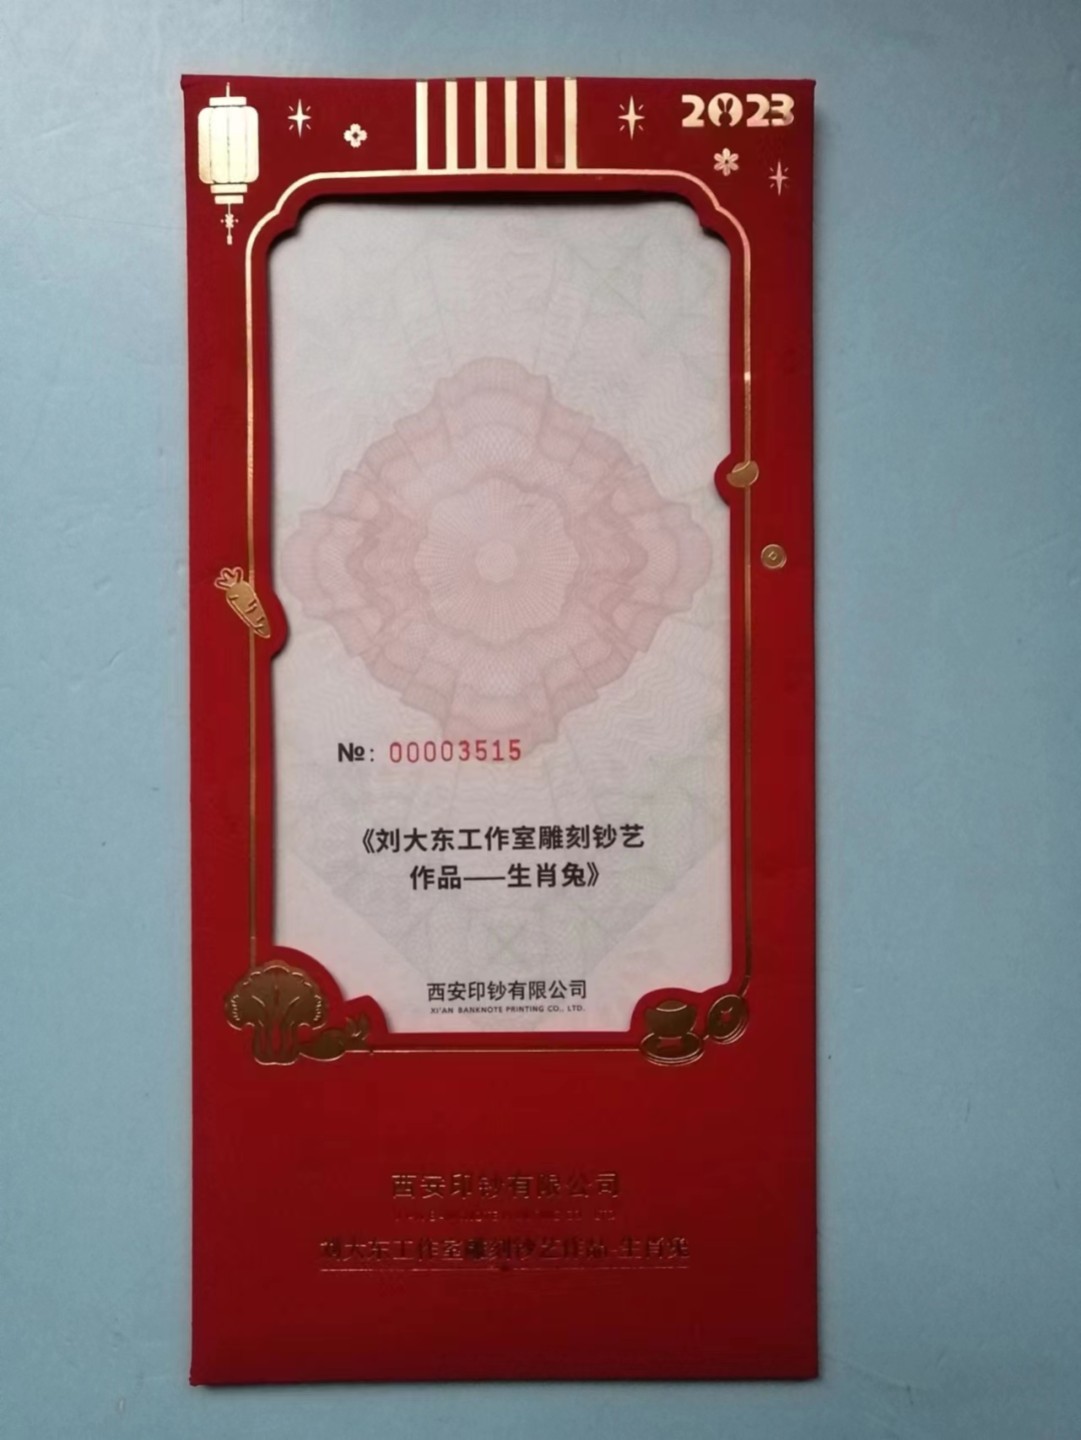 2023
№: 00003515
《刘大东工作室雕刻钞艺
作品——生肖兔》
西安印钞有限公司
XI'AN BANKNOTE PRINTING CO., LTD.
西安印钞有限公司
刘大东工作室雕刻钞艺作品-生肖兔